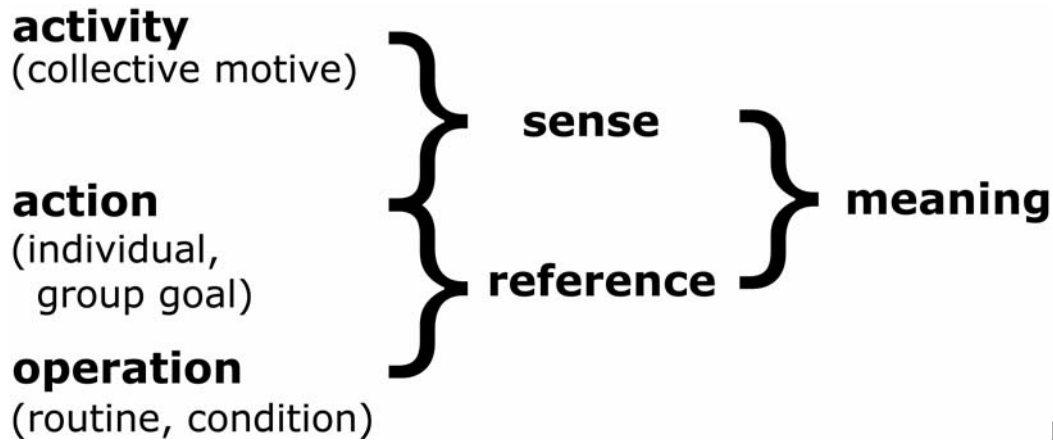 activity
(collective motive)
sense
action
(individual,
group goal)
meaning
reference
operation
(routine, condition)